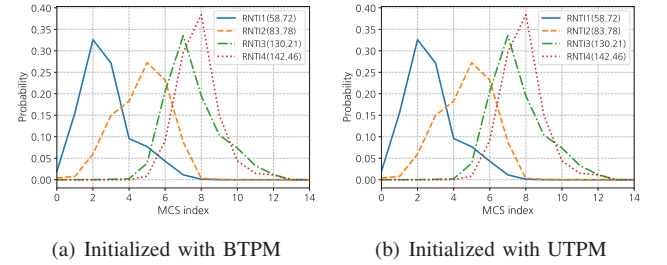 0.40
0.35
0.30
0.25
0.20
0.15
0.10
0.05
0.00
Probability
0 2 4 6 8 10 12 14
MCS index
RNTI1(58.72)
RNTI2(83.78)
RNTI3(130.21)
RNTI4(142.46)
(a) Initialized with BTPM
0.40
0.35
0.30
0.25
0.20
0.15
0.10
0.05
0.00
Probability
0 2 4 6 8 10 12 14
MCS index
RNTI1(58.72)
RNTI2(83.78)
RNTI3(130.21)
RNTI4(142.46)
(b) Initialized with UTPM